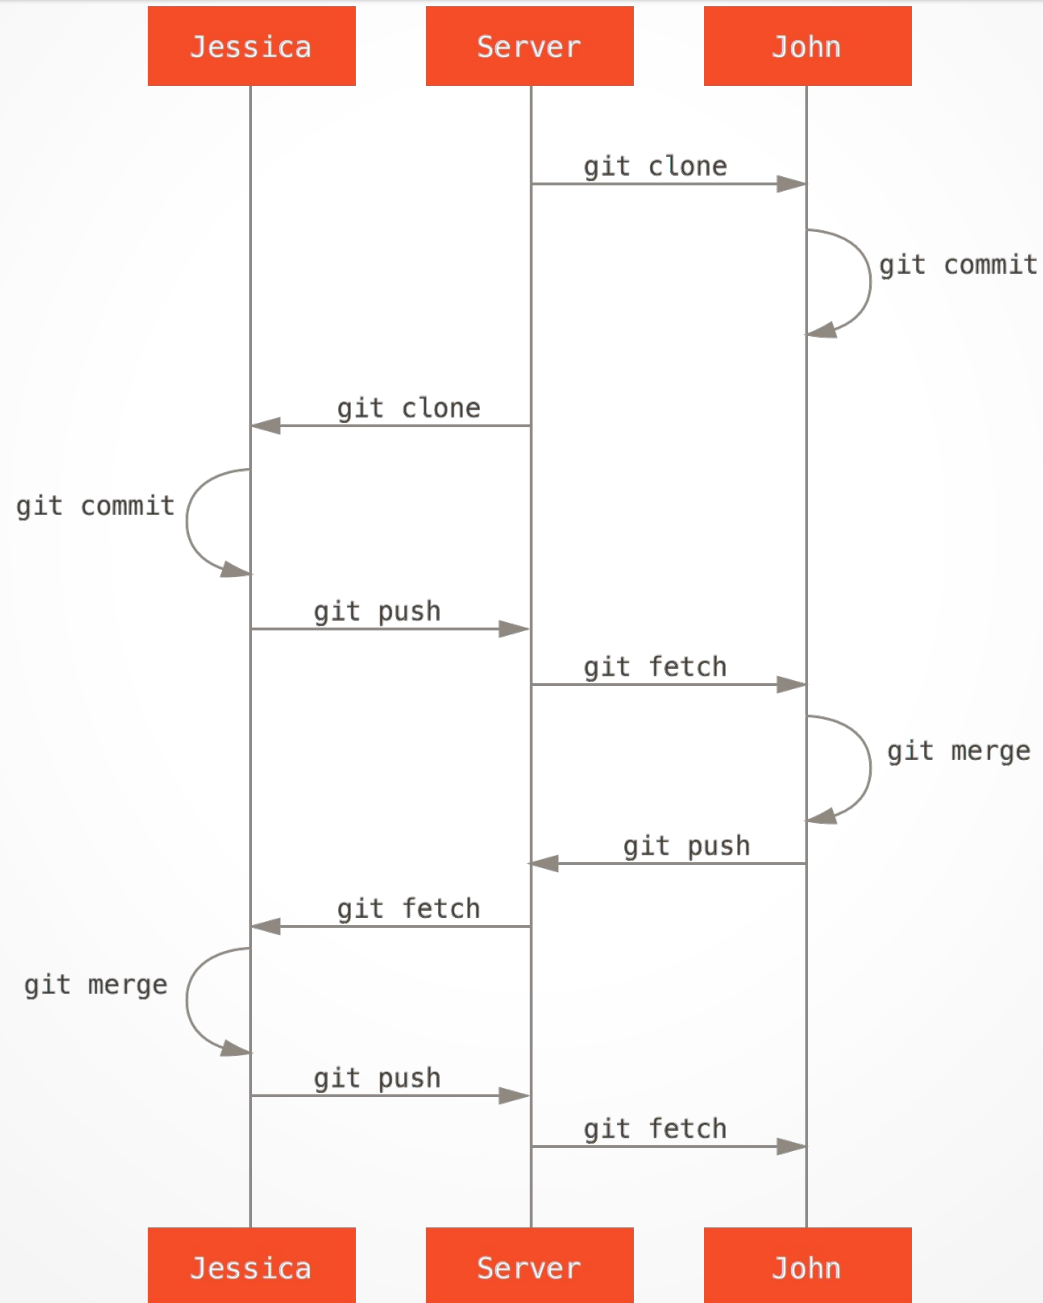 Jessica
Server
John
git clone
git commit
git clone
git commit
git push
git fetch
git merge
git push
git fetch
git merge
git push
git fetch
Jessica
Server
John